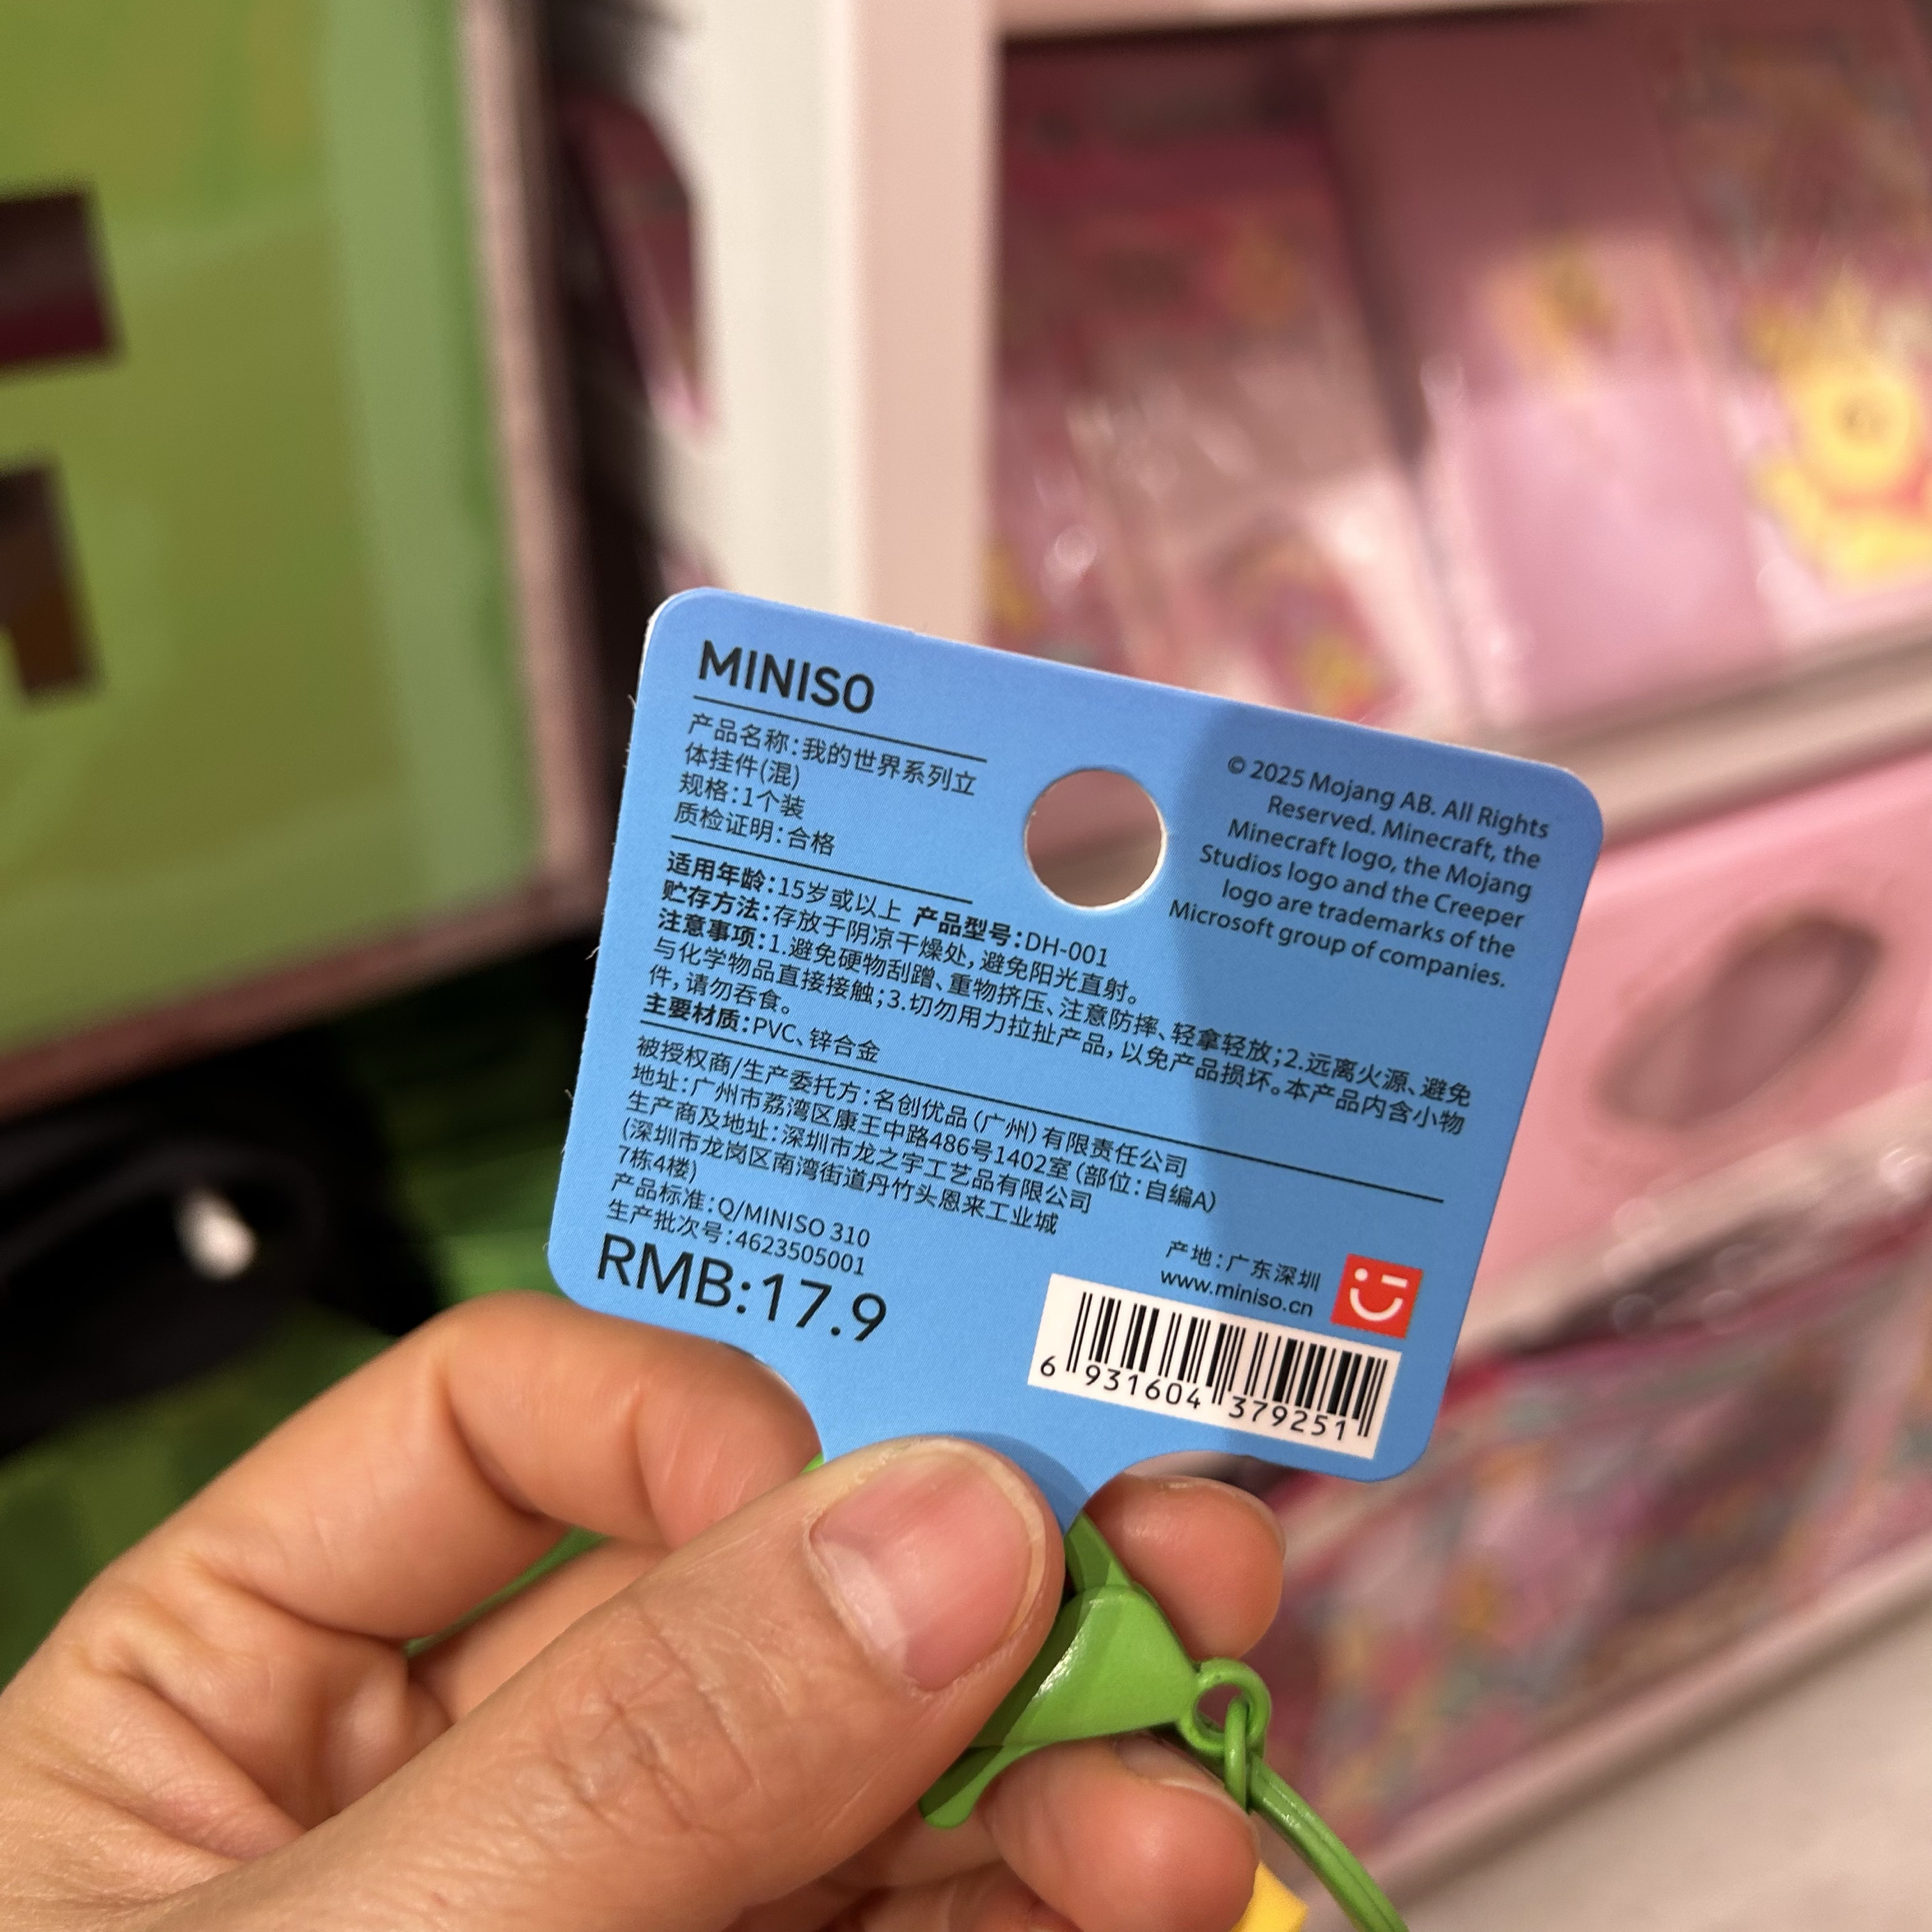 MINISO
产品名称:我的世界系列立
体挂件(混)
规格:1个装
质检证明:合格
© 2025 Mojang AB. All Rights
Reserved. Minecraft, the
Minecraft logo, the Mojang
Studios logo and the Creeper
logo are trademarks of the
Microsoft group of companies.
适用年龄:15岁或以上 产品型号:DH-001
贮存方法:存放于阴凉干燥处,避免阳光直射。
注意事项:1.避免硬物刮蹭、重物挤压、注意防摔、轻拿轻放;2.远离火源、避免
与化学物品直接接触;3.切勿用力拉扯产品,以免产品损坏。本产品内含小物
件,请勿吞食。
主要材质:PVC、锌合金
被授权商/生产委托方:名创优品(广州)有限责任公司
地址:广州市荔湾区康王中路486号1402室(部位:自编A)
生产商及地址:深圳市龙之宇工艺品有限公司
(深圳市龙岗区南湾街道丹竹头恩来工业城
7栋4楼)
产品标准:Q/MINISO 310
生产批次号:4623505001
RMB:17.9
产地:广东深圳
www.miniso.cn
6 931604 379251